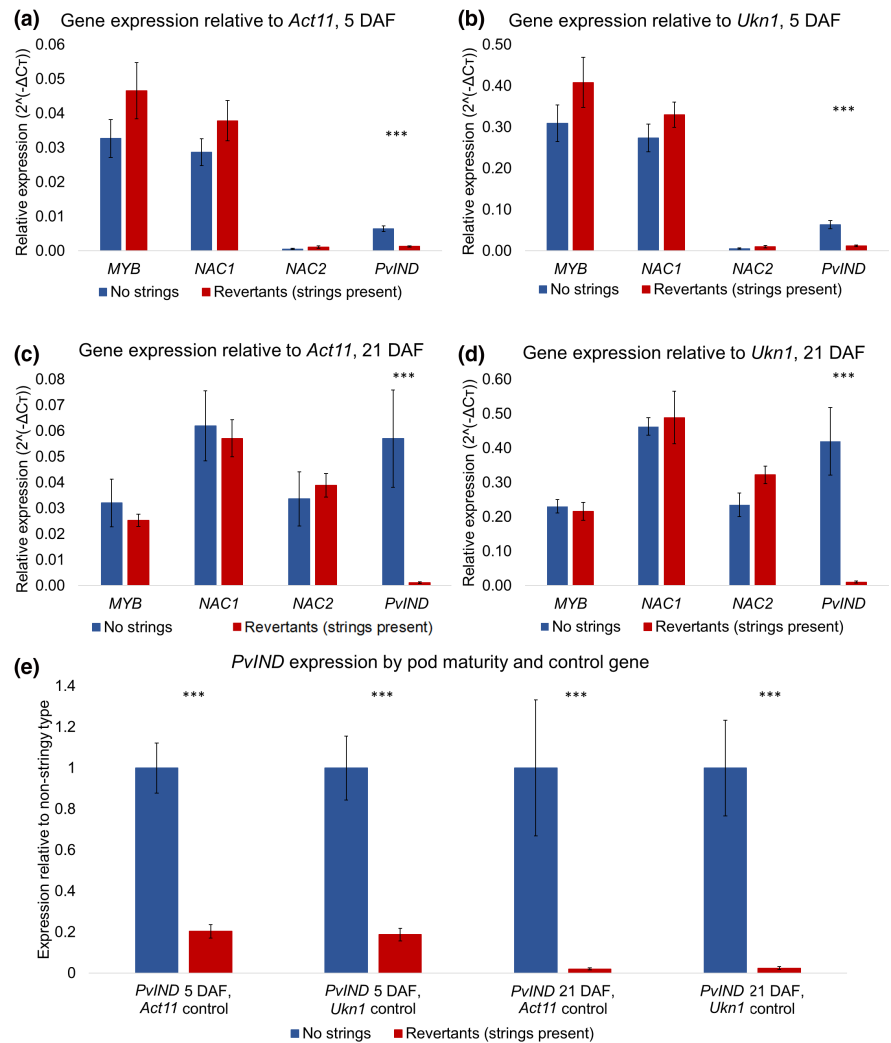 (a) Gene expression relative to Act11, 5 DAF
Relative expression (2^(-ΔCT))
0.06
0.05
0.04
0.03
0.02
0.01
0.00
***
MYB NAC1 NAC2 PvIND
No strings Revertants (strings present)
(b) Gene expression relative to Ukn1, 5 DAF
Relative expression (2^(-ΔCT))
0.50
0.40
0.30
0.20
0.10
0.00
***
MYB NAC1 NAC2 PvIND
No strings Revertants (strings present)
(c) Gene expression relative to Act11, 21 DAF
Relative expression (2^(-ΔCT))
0.08
0.07
0.06
0.05
0.04
0.03
0.02
0.01
0.00
***
MYB NAC1 NAC2 PvIND
No strings Revertants (strings present)
(d) Gene expression relative to Ukn1, 21 DAF
Relative expression (2^(-ΔCT))
0.60
0.50
0.40
0.30
0.20
0.10
0.00
***
MYB NAC1 NAC2 PvIND
No strings Revertants (strings present)
(e) PvIND expression by pod maturity and control gene
Expression relative to non-stringy type
1.4
1.2
1
0.8
0.6
0.4
0.2
0
*** *** *** ***
PvIND 5 DAF, PvIND 5 DAF, PvIND 21 DAF, PvIND 21 DAF,
Act11 control Ukn1 control Act11 control Ukn1 control
No strings Revertants (strings present)